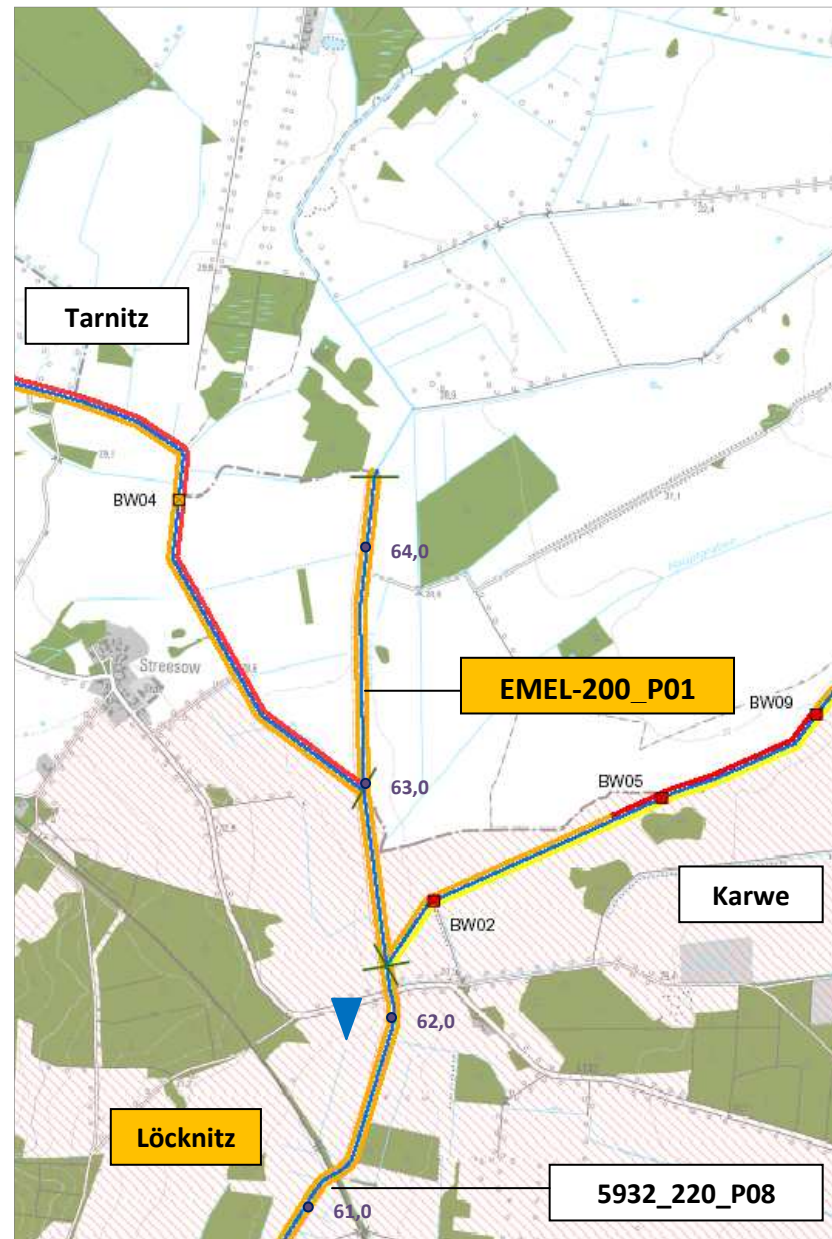 Tarnitz
BW04
64,0
Hauptgraben
Streesow
EMEL-200_P01
BW09
63,0
BW05
Karwe
BW02
62,0
Löcknitz
5932_220_P08
61,0